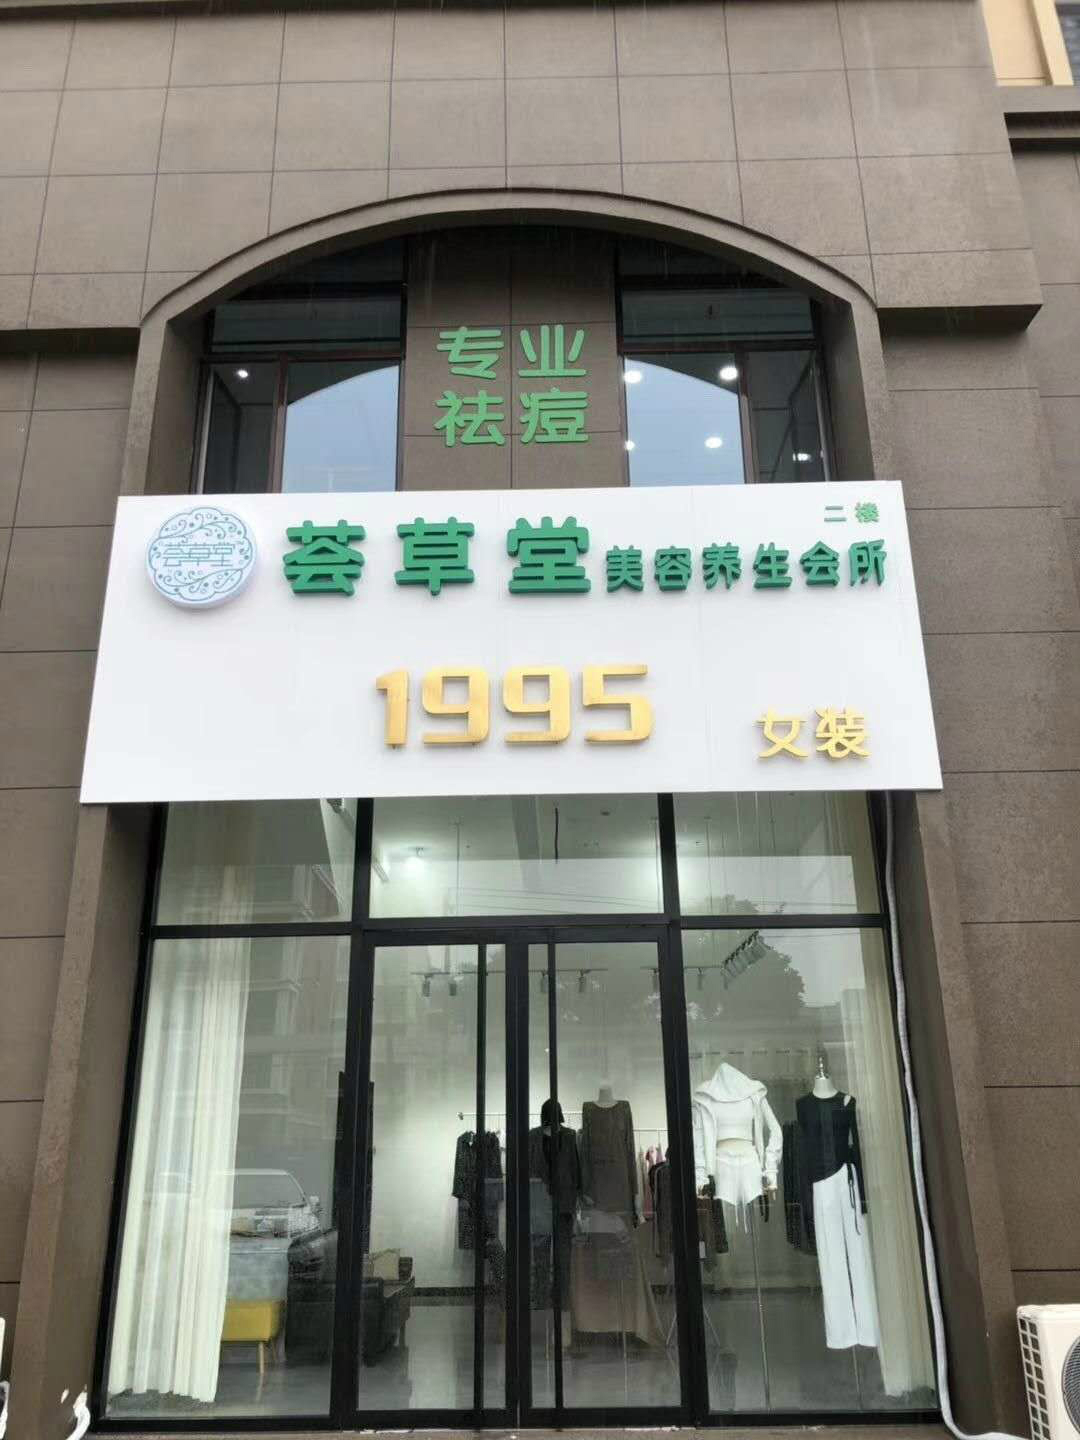 专业
祛痘
荟草堂
二楼
荟草堂 美容养生会所
1995 女装